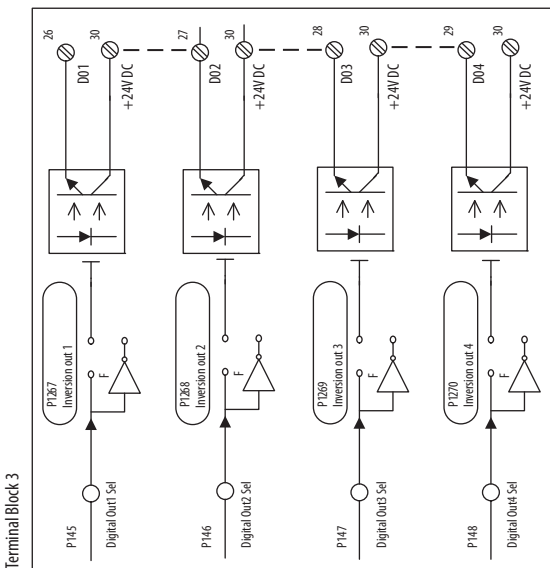 Terminal Block 3
P145
Digital Out1 Sel
P1267
Inversion out 1
F
26
D01
30
+24V DC
P146
Digital Out2 Sel
P1268
Inversion out 2
F
27
D02
30
+24V DC
P147
Digital Out3 Sel
P1269
Inversion out 3
F
28
D03
30
+24V DC
P148
Digital Out4 Sel
P1270
Inversion out 4
F
29
D04
30
+24V DC